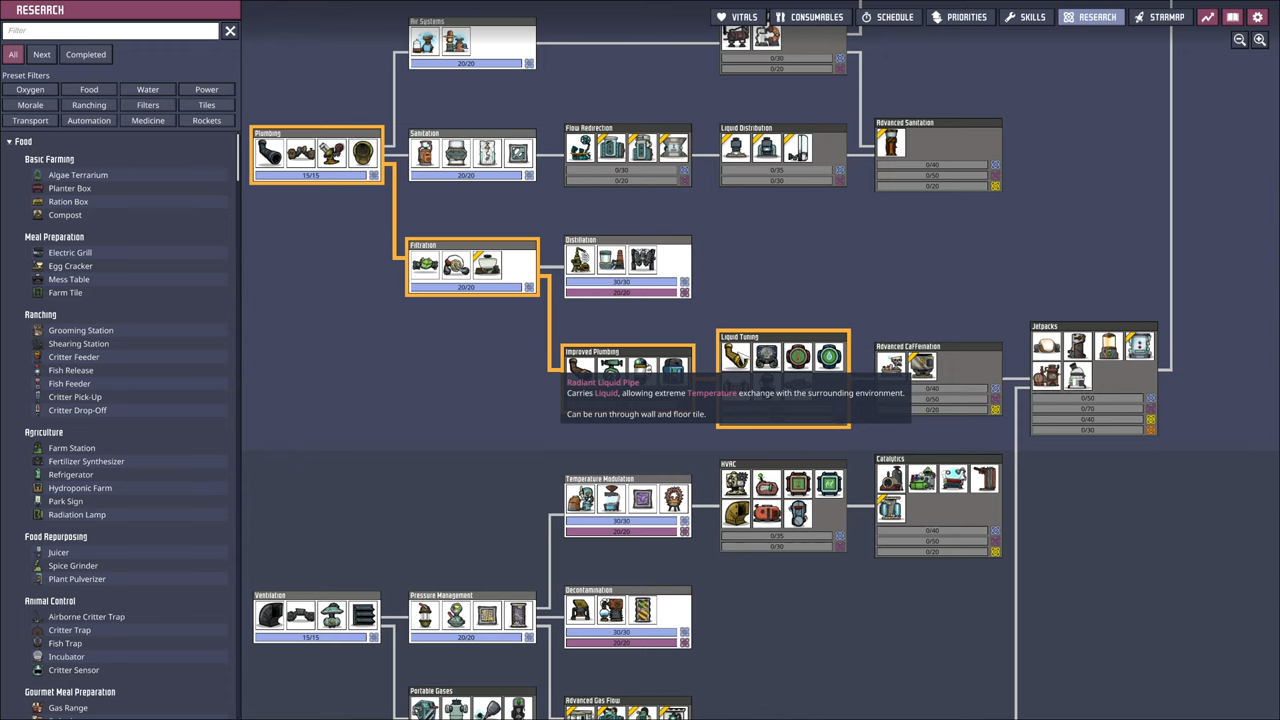 RESEARCH
VITALS
CONSUMABLES
SCHEDULE
PRIORITIES
SKILLS
RESEARCH
STARMAP
Filter
All
Next
Completed
Preset Filters
Oxygen
Food
Water
Power
Morale
Ranching
Filters
Tiles
Transport
Automation
Medicine
Rockets
Food
Basic Farming
Algae Terrarium
Planter Box
Ration Box
Compost
Meal Preparation
Electric Grill
Egg Cracker
Mess Table
Farm Tile
Ranching
Grooming Station
Shearing Station
Critter Feeder
Fish Release
Fish Feeder
Critter Pick-Up
Critter Drop-Off
Agriculture
Farm Station
Fertilizer Synthesizer
Refrigerator
Hydroponic Farm
Park Sign
Radiation Lamp
Food Repurposing
Juicer
Spice Grinder
Plant Pulverizer
Animal Control
Airborne Critter Trap
Critter Trap
Fish Trap
Incubator
Critter Sensor
Gourmet Meal Preparation
Gas Range
Air Systems
20/20
0/30
0/20
Plumbing
15/15
Sanitation
20/20
Flow Redirection
0/30
0/20
Liquid Distribution
0/35
0/30
Advanced Sanitation
0/40
0/50
0/20
Filtration
20/20
Distillation
30/30
20/20
Improved Plumbing
Liquid Tuning
Advanced Caffeination
0/40
0/50
0/20
Jetpacks
0/50
0/70
0/40
0/30
Radiant Liquid Pipe
Carries Liquid, allowing extreme Temperature exchange with the surrounding environment.
Can be run through wall and floor tile.
Temperature Modulation
30/30
20/20
HVAC
0/35
0/30
Catalytics
0/40
0/50
0/20
Ventilation
15/15
Pressure Management
20/20
Decontamination
30/30
20/20
Portable Gases
Advanced Gas Flow